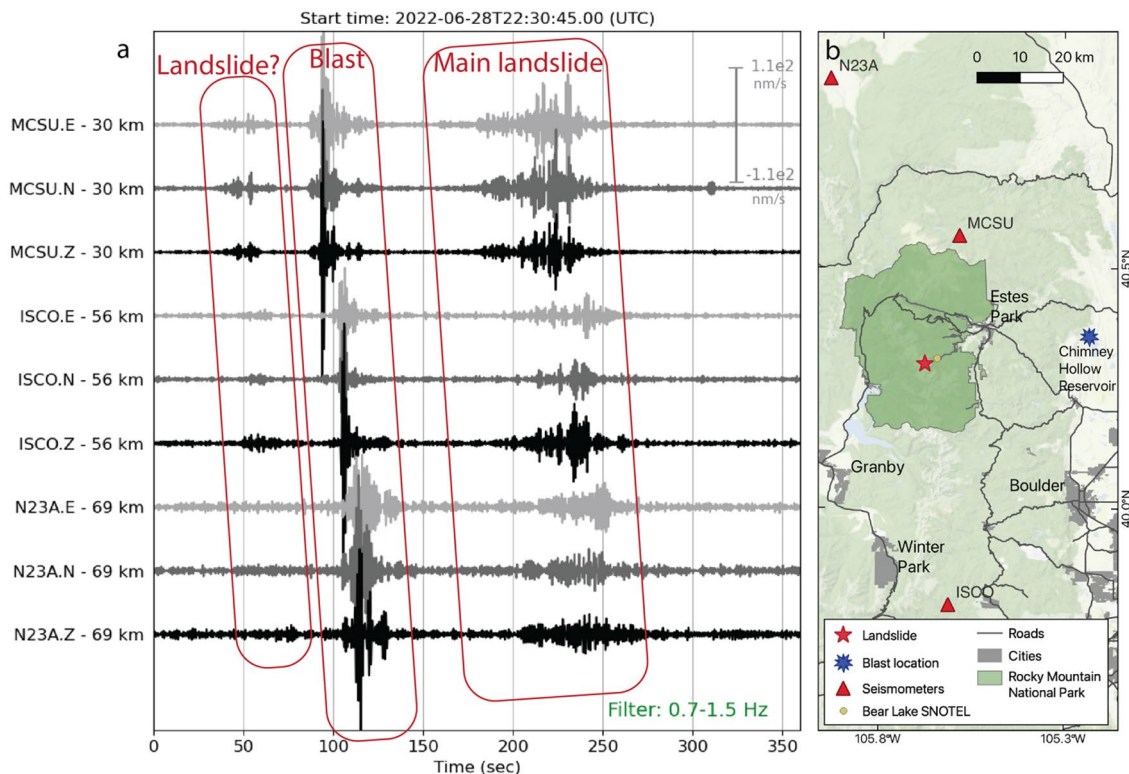 Start time: 2022-06-28T22:30:45.00 (UTC)
a
Landslide?
Blast
Main landslide
1.1e2
nm/s
-1.1e2
nm/s
MCSU.E - 30 km
MCSU.N - 30 km
MCSU.Z - 30 km
ISCO.E - 56 km
ISCO.N - 56 km
ISCO.Z - 56 km
N23A.E - 69 km
N23A.N - 69 km
N23A.Z - 69 km
Filter: 0.7-1.5 Hz
0 50 100 150 200 250 300 350
Time (sec)
b
0 10 20 km
N23A
MCSU
40.5°N
Estes
Park
Chimney
Hollow
Reservoir
Granby
Boulder
40.0°N
Winter
Park
ISCO
Landslide
Blast location
Seismometers
Bear Lake SNOTEL
Roads
Cities
Rocky Mountain
National Park
105.8°W
105.3°W